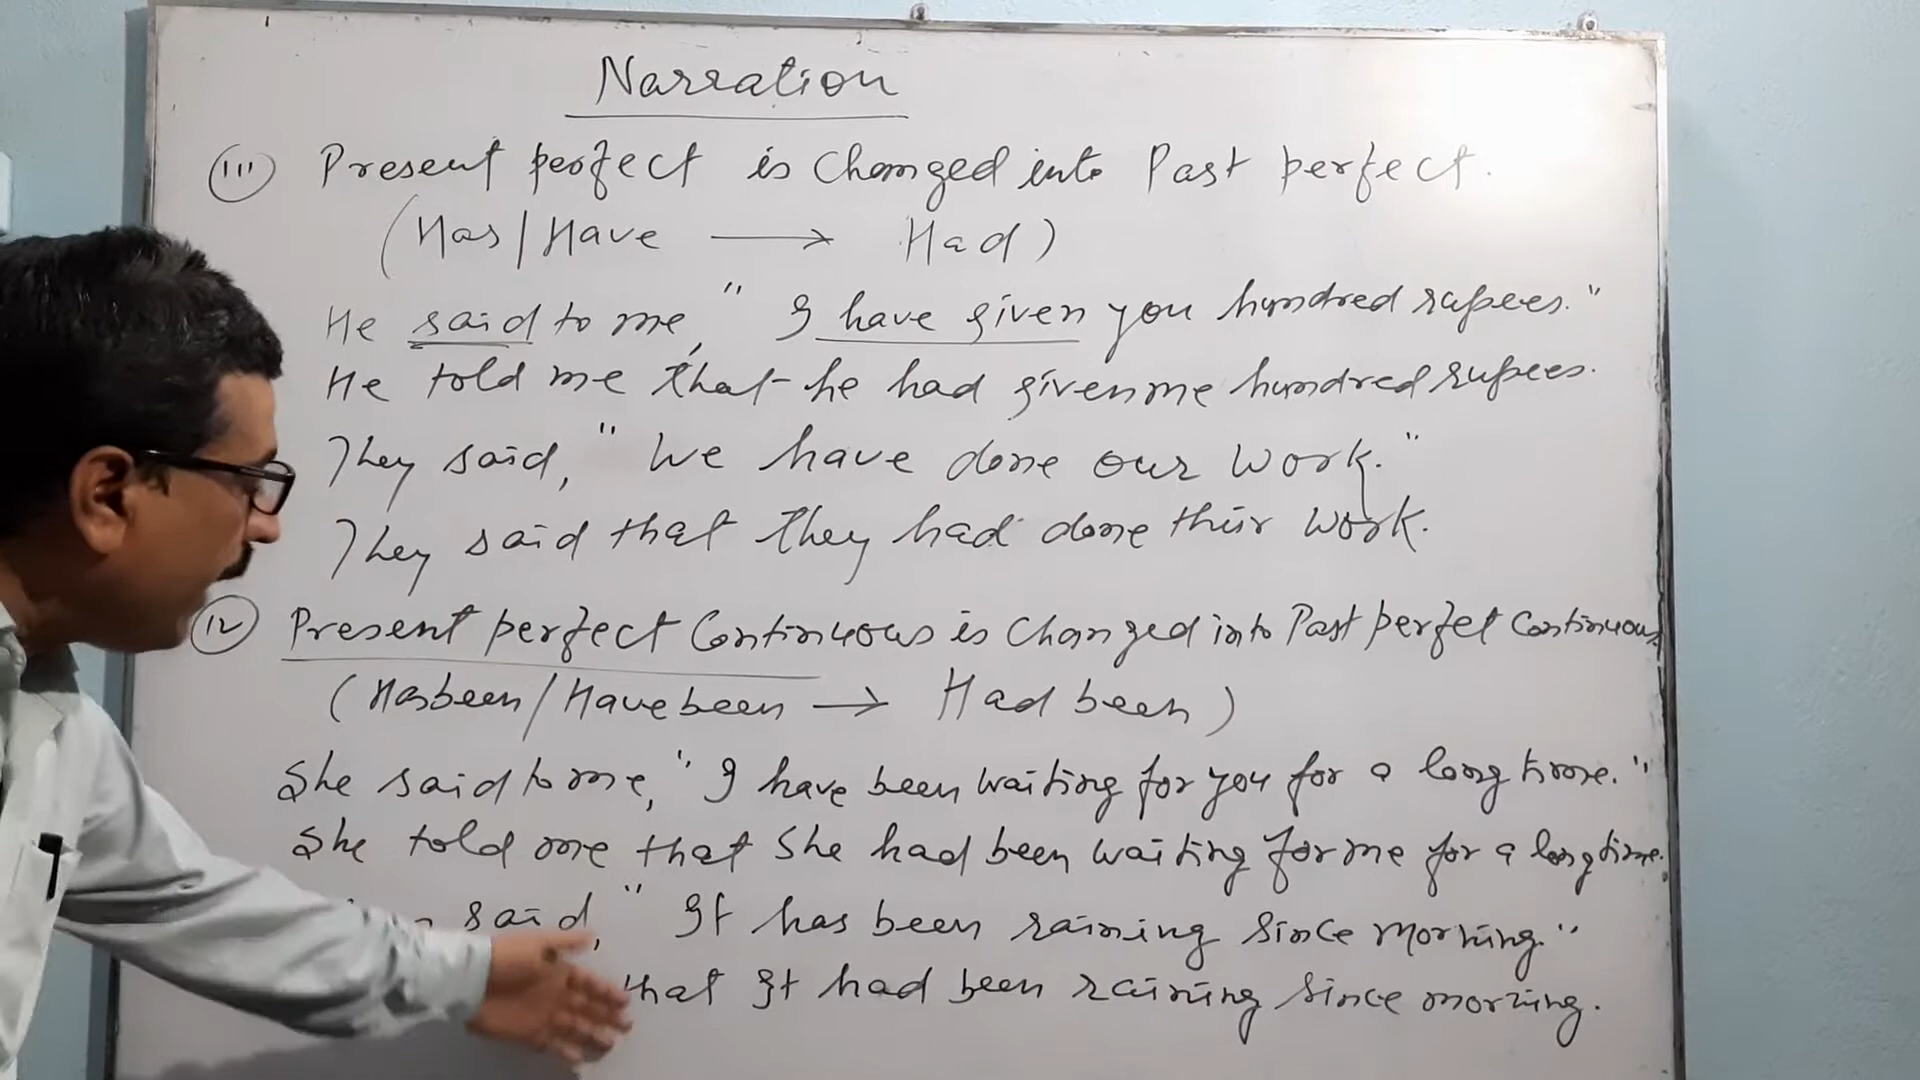 Narration
(III) Present perfect is changed into Past perfect.
(Has/Have → Had)
He said to me, "I have given you hundred rupees."
He told me that he had given me hundred rupees.
They said, "We have done our work."
They said that they had done their work.
(IV) Present perfect Continuous is changed into Past perfet Continuous.
(Has been/Have been → Had been)
She said to me, "I have been waiting for you for a long time."
She told me that She had been waiting for me for a long time.
said, "It has been raining since morning."
that It had been raining since morning.